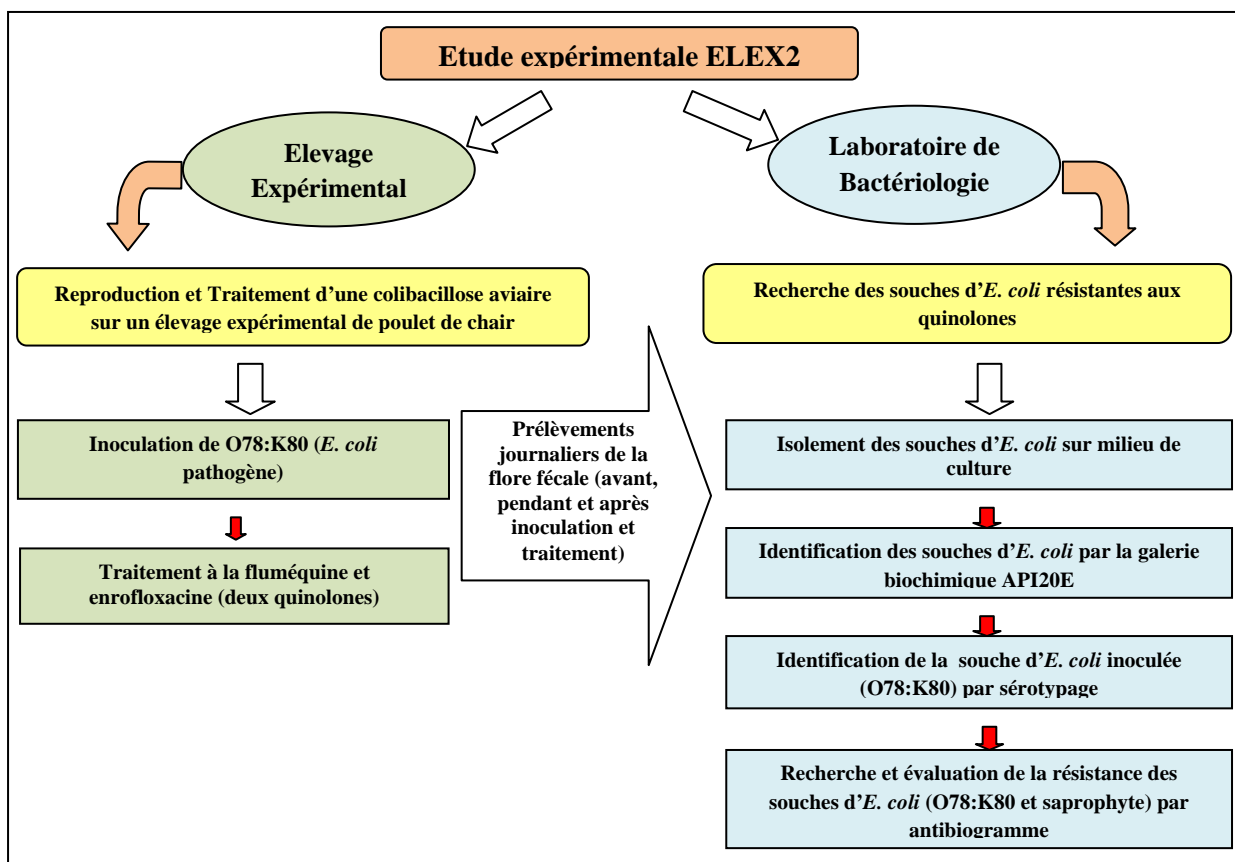 Etude expérimentale ELEX2
Elevage
Expérimental
Laboratoire de
Bactériologie
Reproduction et Traitement d'une colibacillose aviaire
sur un élevage expérimental de poulet de chair
Recherche des souches d'E. coli résistantes aux
quinolones
Inoculation de O78:K80 (E. coli
pathogène)
Traitement à la fluméquine et
enrofloxacine (deux quinolones)
Prélèvements
journaliers de la
flore fécale (avant,
pendant et après
inoculation et
traitement)
Isolement des souches d'E. coli sur milieu de
culture
Identification des souches d'E. coli par la galerie
biochimique API20E
Identification de la souche d'E. coli inoculée
(O78:K80) par sérotypage
Recherche et évaluation de la résistance des
souches d'E. coli (O78:K80 et saprophyte) par
antibiogramme